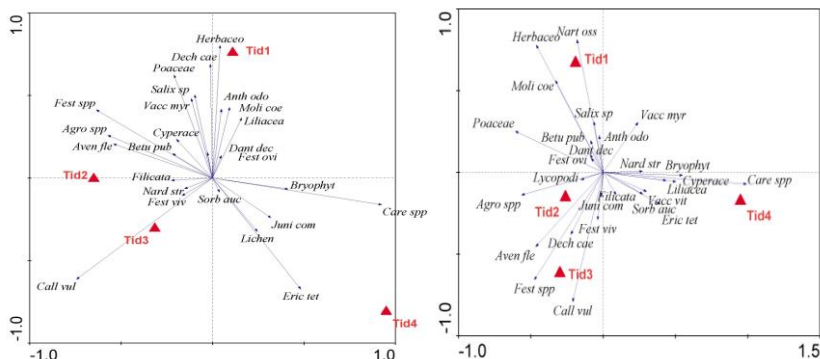 1.0
Herbaceo
Tid1
Dech cae
Poaceae
Salix sp
Vacc myr
Anth odo
Moli coe
Liliacea
Fest spp
Agro spp
Aven fle
Cyperace
Betu pub
Dant dec
Fest ovi
Tid2
Filicata
Nard str
Fest viv
Bryophyt
Sorb auc
Care spp
Juni com
Lichen
Tid3
Call vul
Eric tet
Tid4
-1.0
-1.0
1.0
1.0
Herbaceo
Nart oss
Tid1
Moli coe
Salix sp
Vacc myr
Poaceae
Betu pub
Anth odo
Dant dec
Fest ovi
Nard str
Bryophyt
Lycopodi
Cyperace
Care spp
Liliacea
Agro spp
Filcata
Vacc vit
Tid2
Juni com
Sorb auc
Tid4
Eric tet
Fest viv
Dech cae
Aven fle
Tid3
Fest spp
Call vul
-1.0
-1.0
1.5